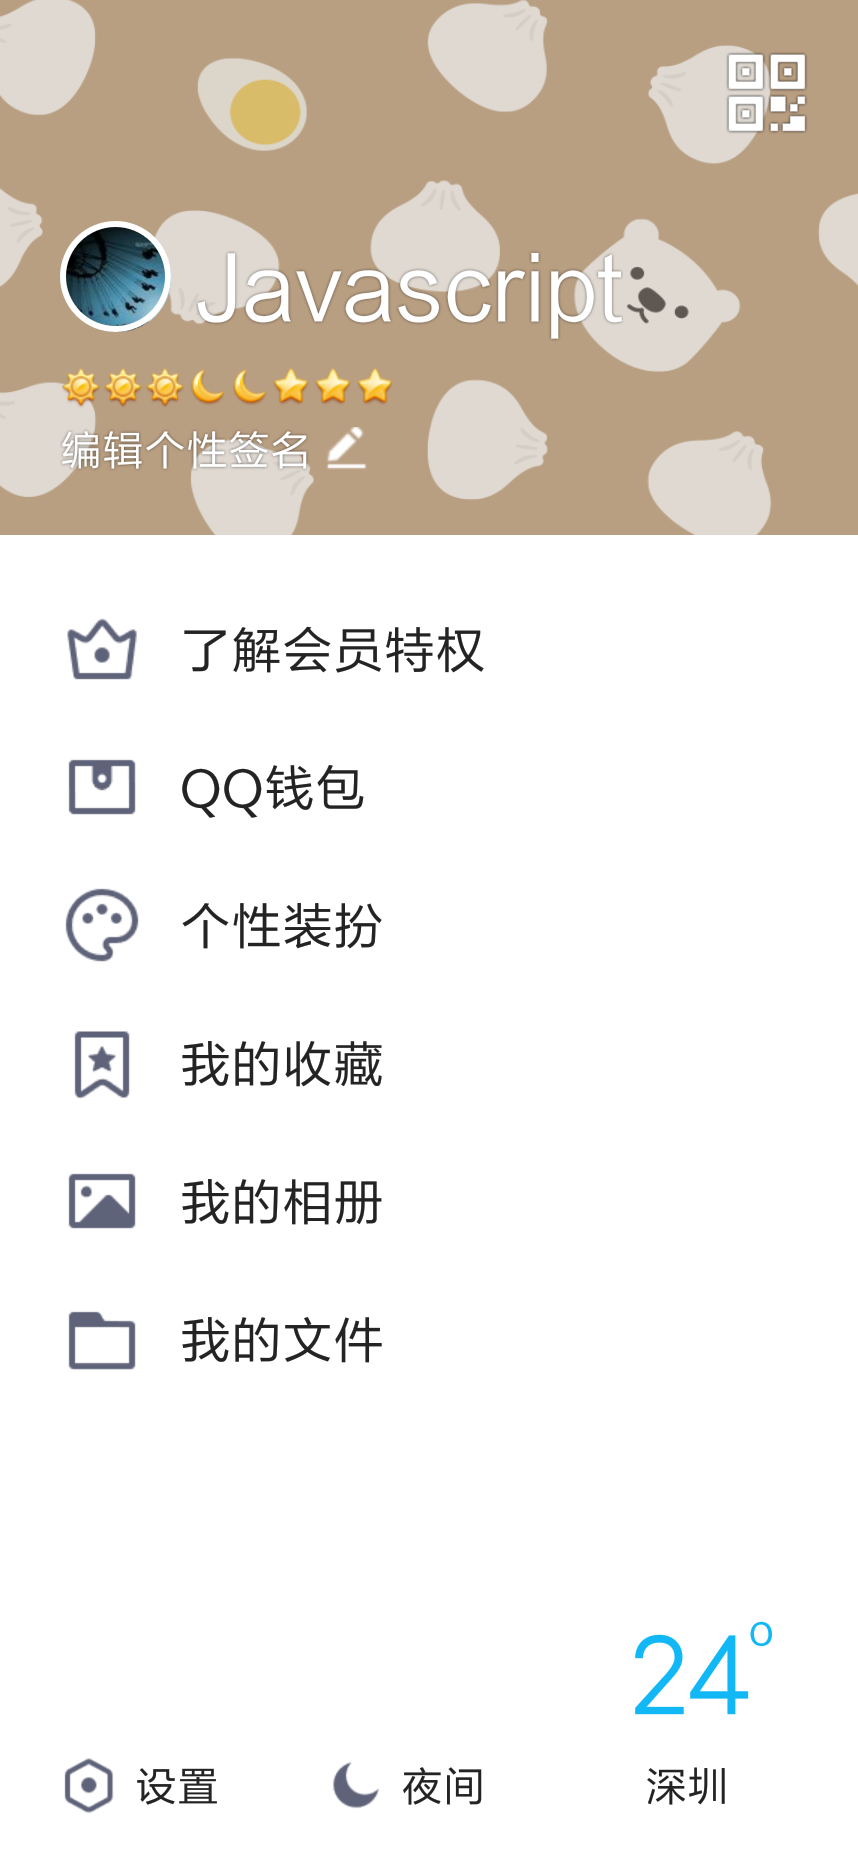 Javascript
编辑个性签名
了解会员特权
QQ钱包
个性装扮
我的收藏
我的相册
我的文件
24°
设置 夜间 深圳